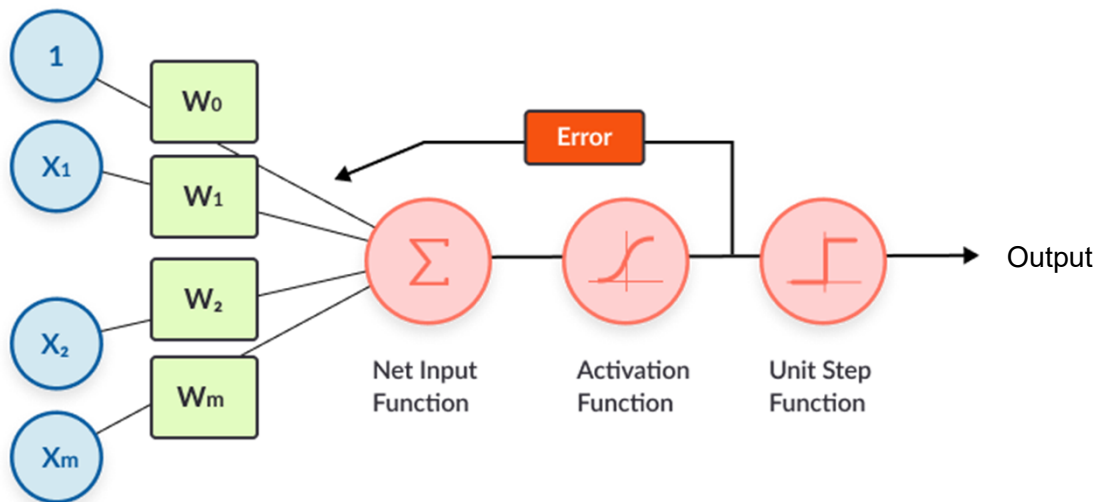 1
W0
X1
W1
Error
Σ
Output
W2
X2
Wm
Xm
Net Input
Function
Activation
Function
Unit Step
Function